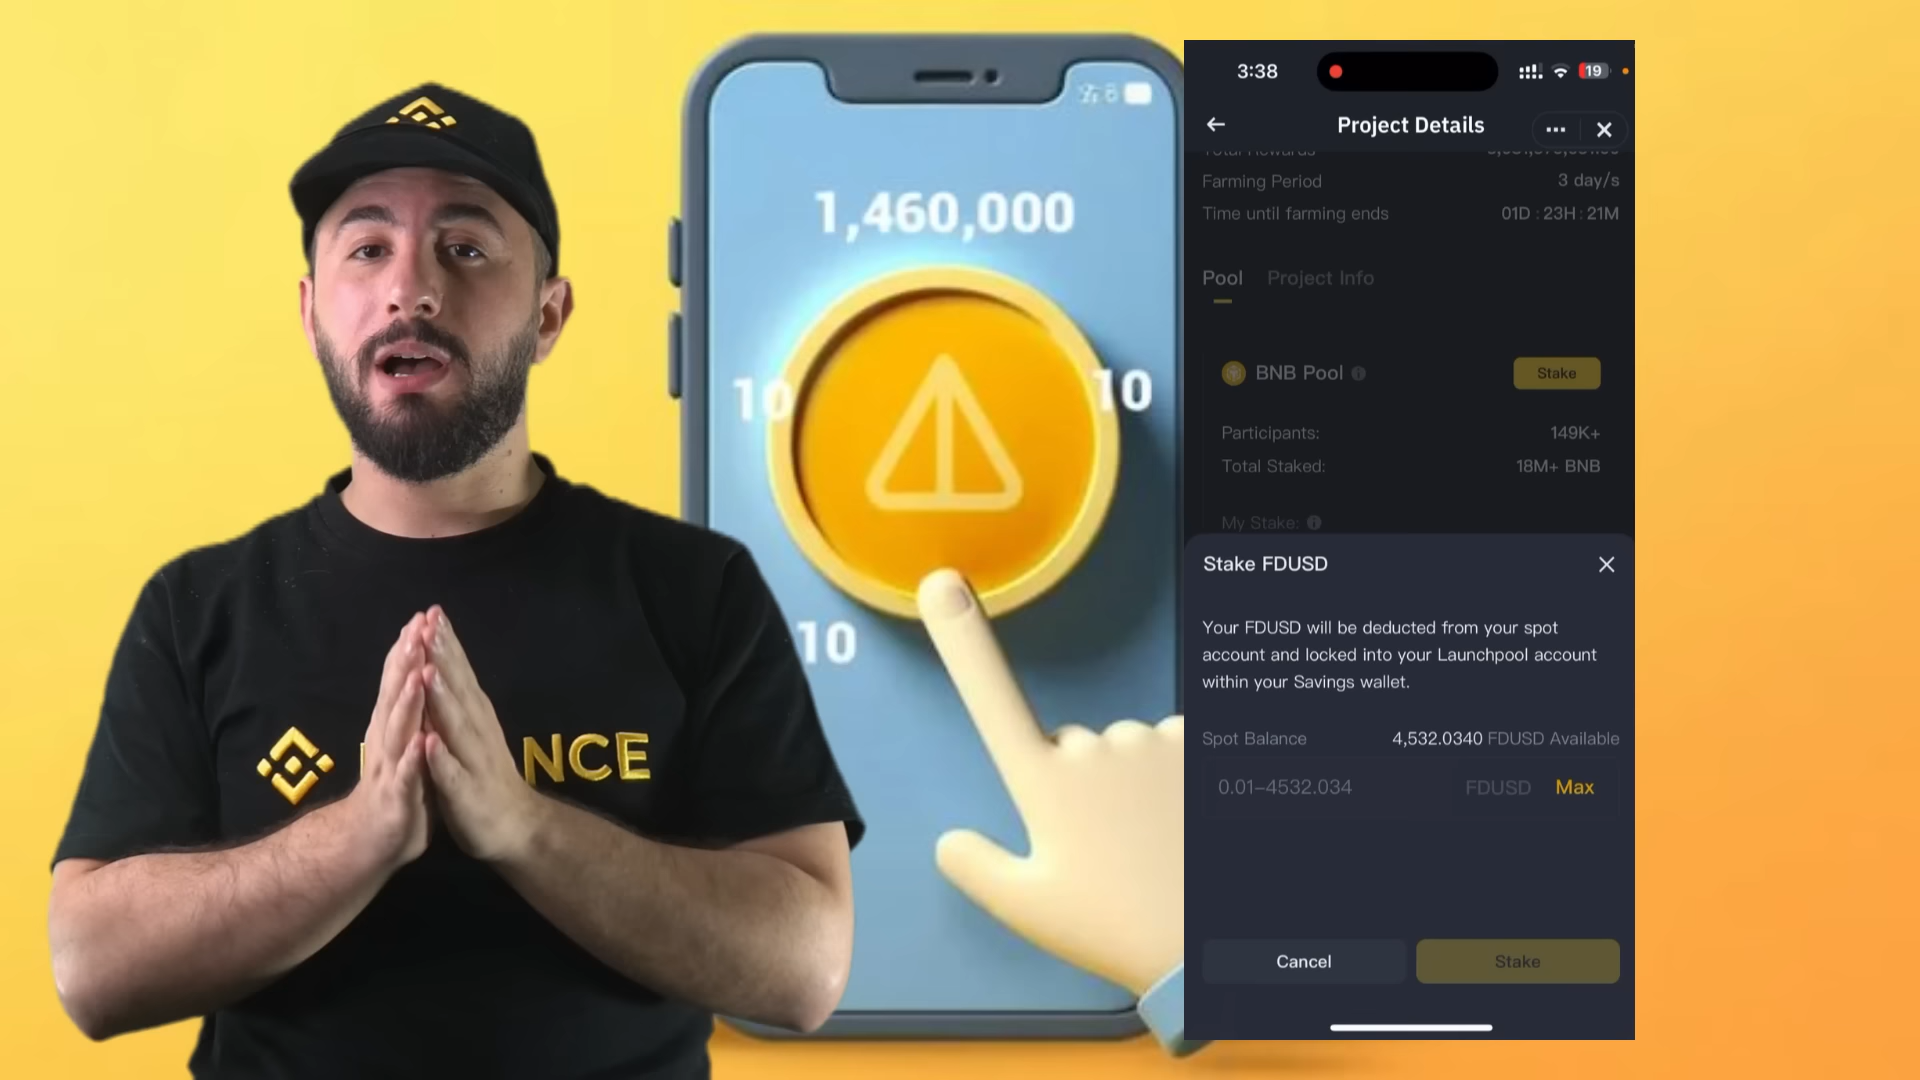 NCE
1,460,000
10
10
10
3:38
19
Project Details
Farming Period
3 day/s
Time until farming ends
01D : 23H : 21M
Pool
Project Info
BNB Pool
Stake
Participants:
149K+
Total Staked:
18M+ BNB
My Stake:
Stake FDUSD
Your FDUSD will be deducted from your spot
account and locked into your Launchpool account
within your Savings wallet.
Spot Balance
4,532.0340 FDUSD Available
0.01–4532.034
FDUSD
Max
Cancel
Stake